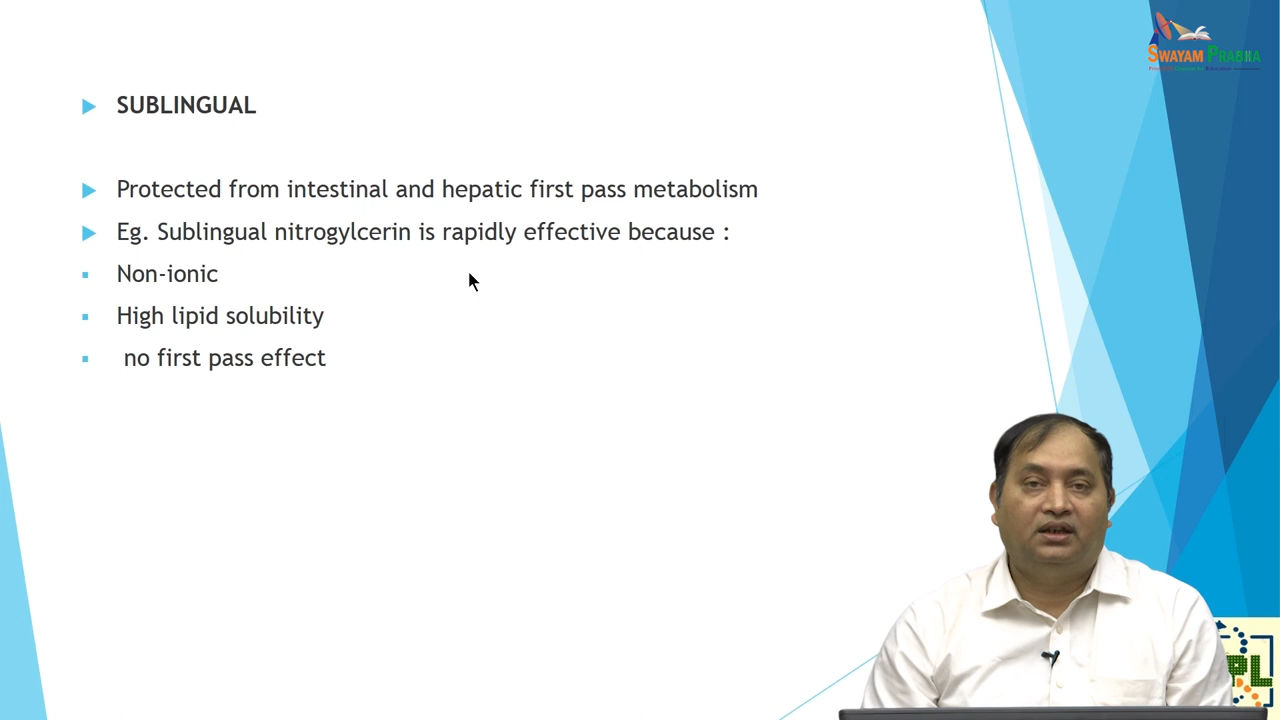 SWAYAM PRABHA
SUBLINGUAL
Protected from intestinal and hepatic first pass metabolism
Eg. Sublingual nitrogylcerin is rapidly effective because :
Non-ionic
High lipid solubility
no first pass effect
PL